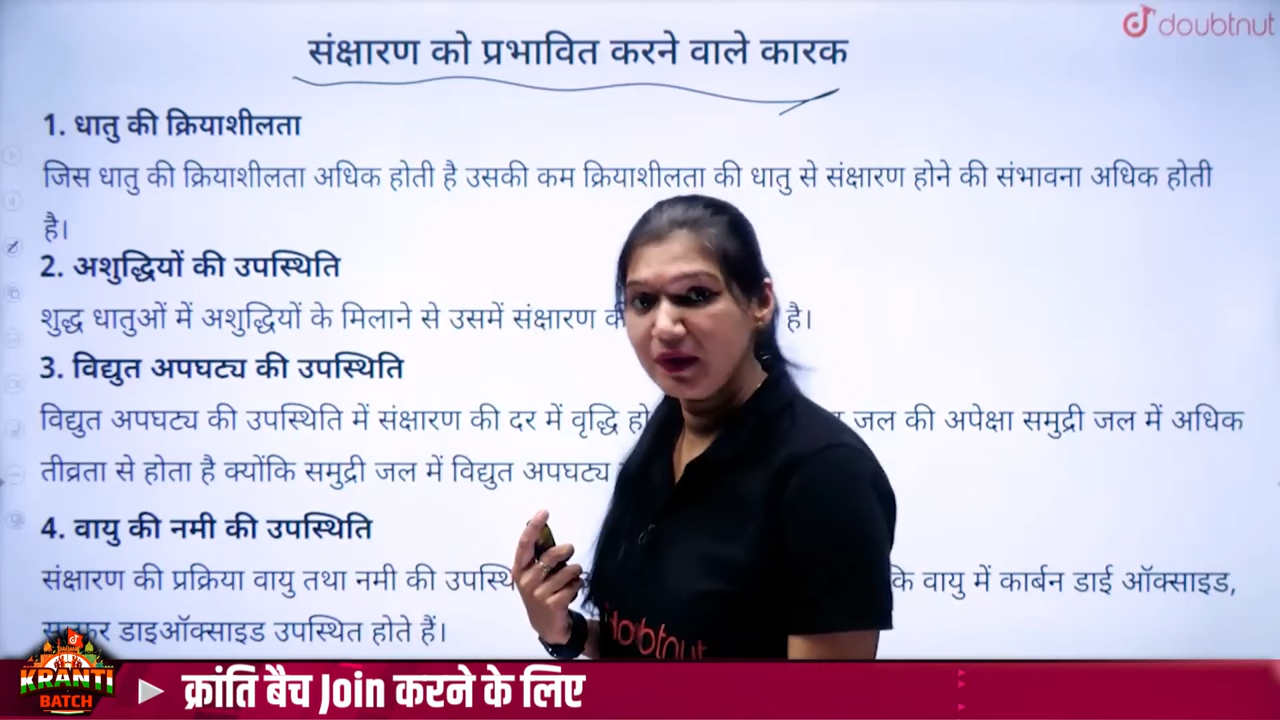 doubtnut
संक्षारण को प्रभावित करने वाले कारक
1. धातु की क्रियाशीलता
जिस धातु की क्रियाशीलता अधिक होती है उसकी कम क्रियाशीलता की धातु से संक्षारण होने की संभावना अधिक होती
है।
2. अशुद्धियों की उपस्थिति
शुद्ध धातुओं में अशुद्धियों के मिलाने से उसमें संक्षारण है।
3. विद्युत अपघट्य की उपस्थिति
विद्युत अपघट्य की उपस्थिति में संक्षारण की दर में वृद्धि जल की अपेक्षा समुद्री जल में अधिक
तीव्रता से होता है क्योंकि समुद्री जल में विद्युत अपघट्य
4. वायु की नमी की उपस्थिति
संक्षारण की प्रक्रिया वायु तथा नमी की वायु में कार्बन डाई ऑक्साइड,
डाइऑक्साइड उपस्थित होते हैं।
doubtnut
KRANTI
BATCH
क्रांति बैच Join करने के लिए